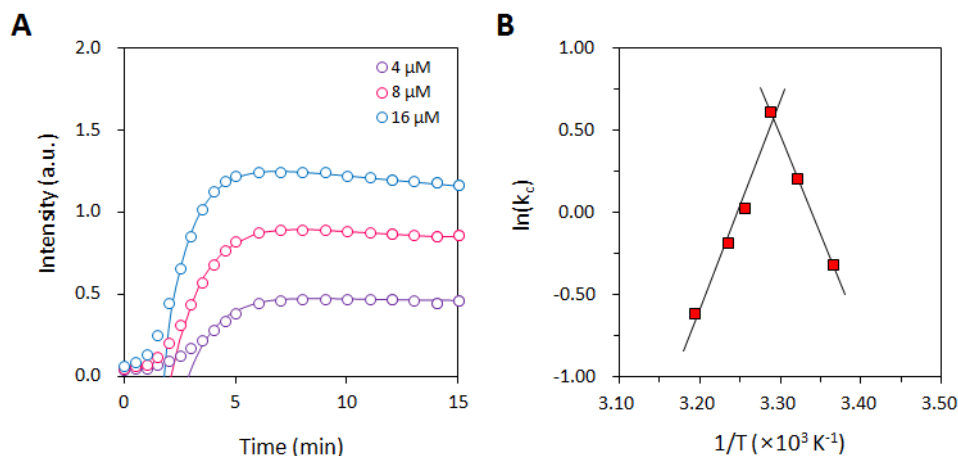 A
Intensity (a.u.)
2.0
1.5
1.0
0.5
0.0
4 μM
8 μM
16 μM
0
5
10
15
Time (min)
B
ln(k_c)
1.00
0.50
0.00
-0.50
-1.00
3.10
3.20
3.30
3.40
3.50
1/T (×10³ K⁻¹)